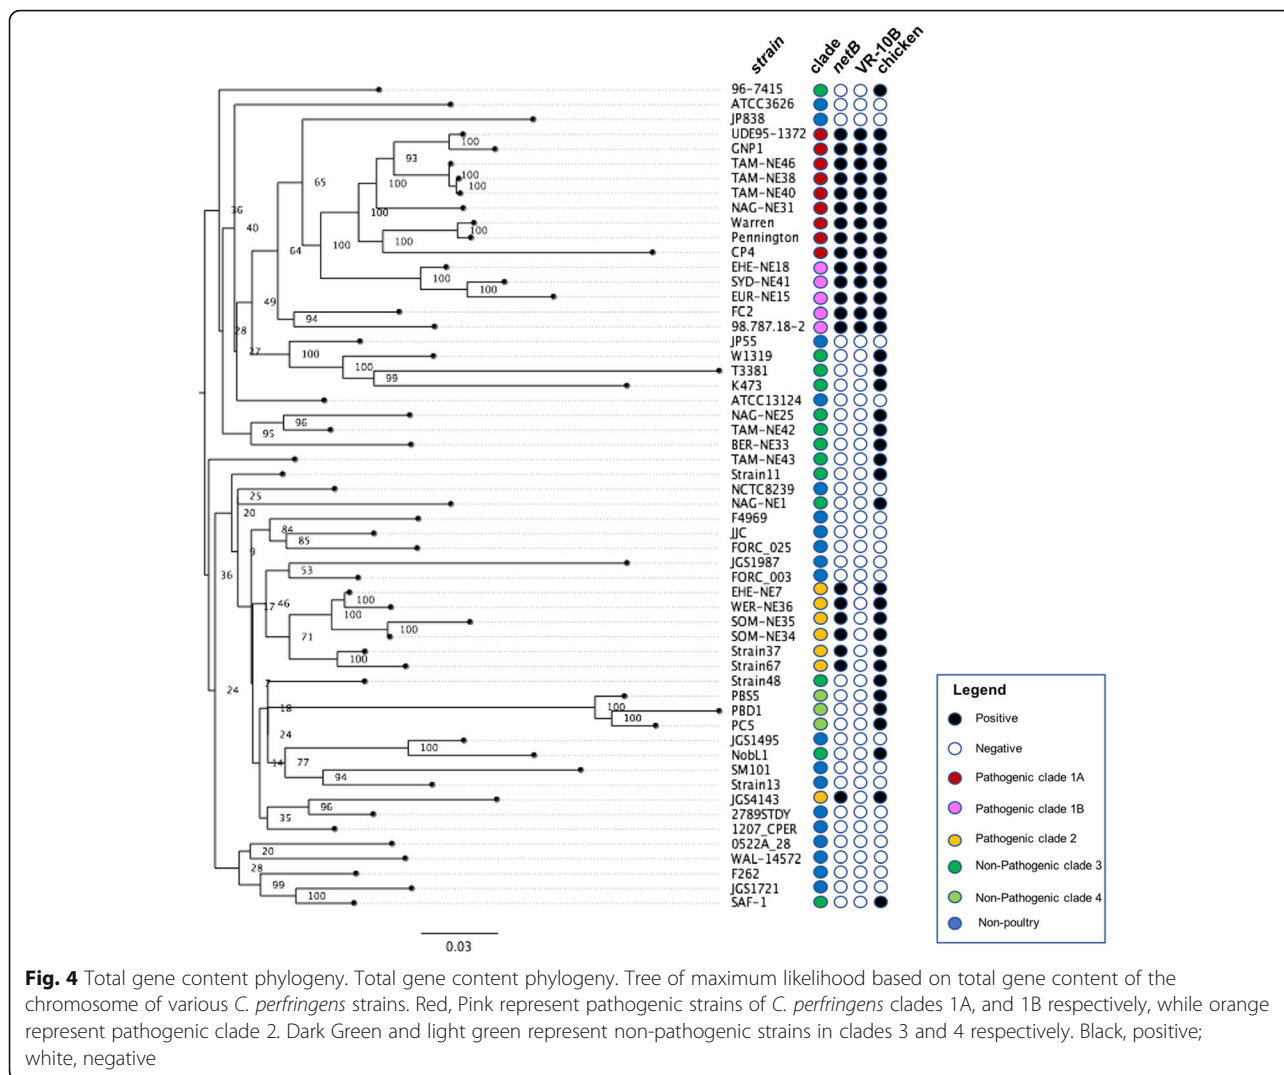 strain clade netB VR-10B chicken
96-7415
ATCC3626
JP838
UDE95-1372
100
GNP1
93
TAM-NE46
100
TAM-NE38
65
100
100
TAM-NE40
36
NAG-NE31
100
40
Warren
100
Pennington
64
100
100
CP4
EHE-NE18
100
SYD-NE41
100
EUR-NE15
49
FC2
94
98.787.18-2
28
JP55
27
100
W1319
100
T3381
99
K473
ATCC13124
NAG-NE25
96
TAM-NE42
95
BER-NE33
TAM-NE43
Strain11
NCTC8239
25
NAG-NE1
20
F4969
84
JJC
85
FORC_025
9
JGS1987
53
36
FORC_003
EHE-NE7
100
17 46
WER-NE36
100
SOM-NE35
100
71
SOM-NE34
Strain37
100
Strain67
7
Strain48
24
PBS5
18
100
PBD1
100
PC5
24
JGS1495
100
NobL1
14
77
SM101
94
Strain13
JGS4143
96
2789STDY
35
1207_CPER
0522A_28
20
WAL-14572
28
F262
99
JGS1721
100
SAF-1
0.03
Legend
Positive
Negative
Pathogenic clade 1A
Pathogenic clade 1B
Pathogenic clade 2
Non-Pathogenic clade 3
Non-Pathogenic clade 4
Non-poultry
Fig. 4 Total gene content phylogeny. Total gene content phylogeny. Tree of maximum likelihood based on total gene content of the
chromosome of various C. perfringens strains. Red, Pink represent pathogenic strains of C. perfringens clades 1A, and 1B respectively, while orange
represent pathogenic clade 2. Dark Green and light green represent non-pathogenic strains in clades 3 and 4 respectively. Black, positive;
white, negative